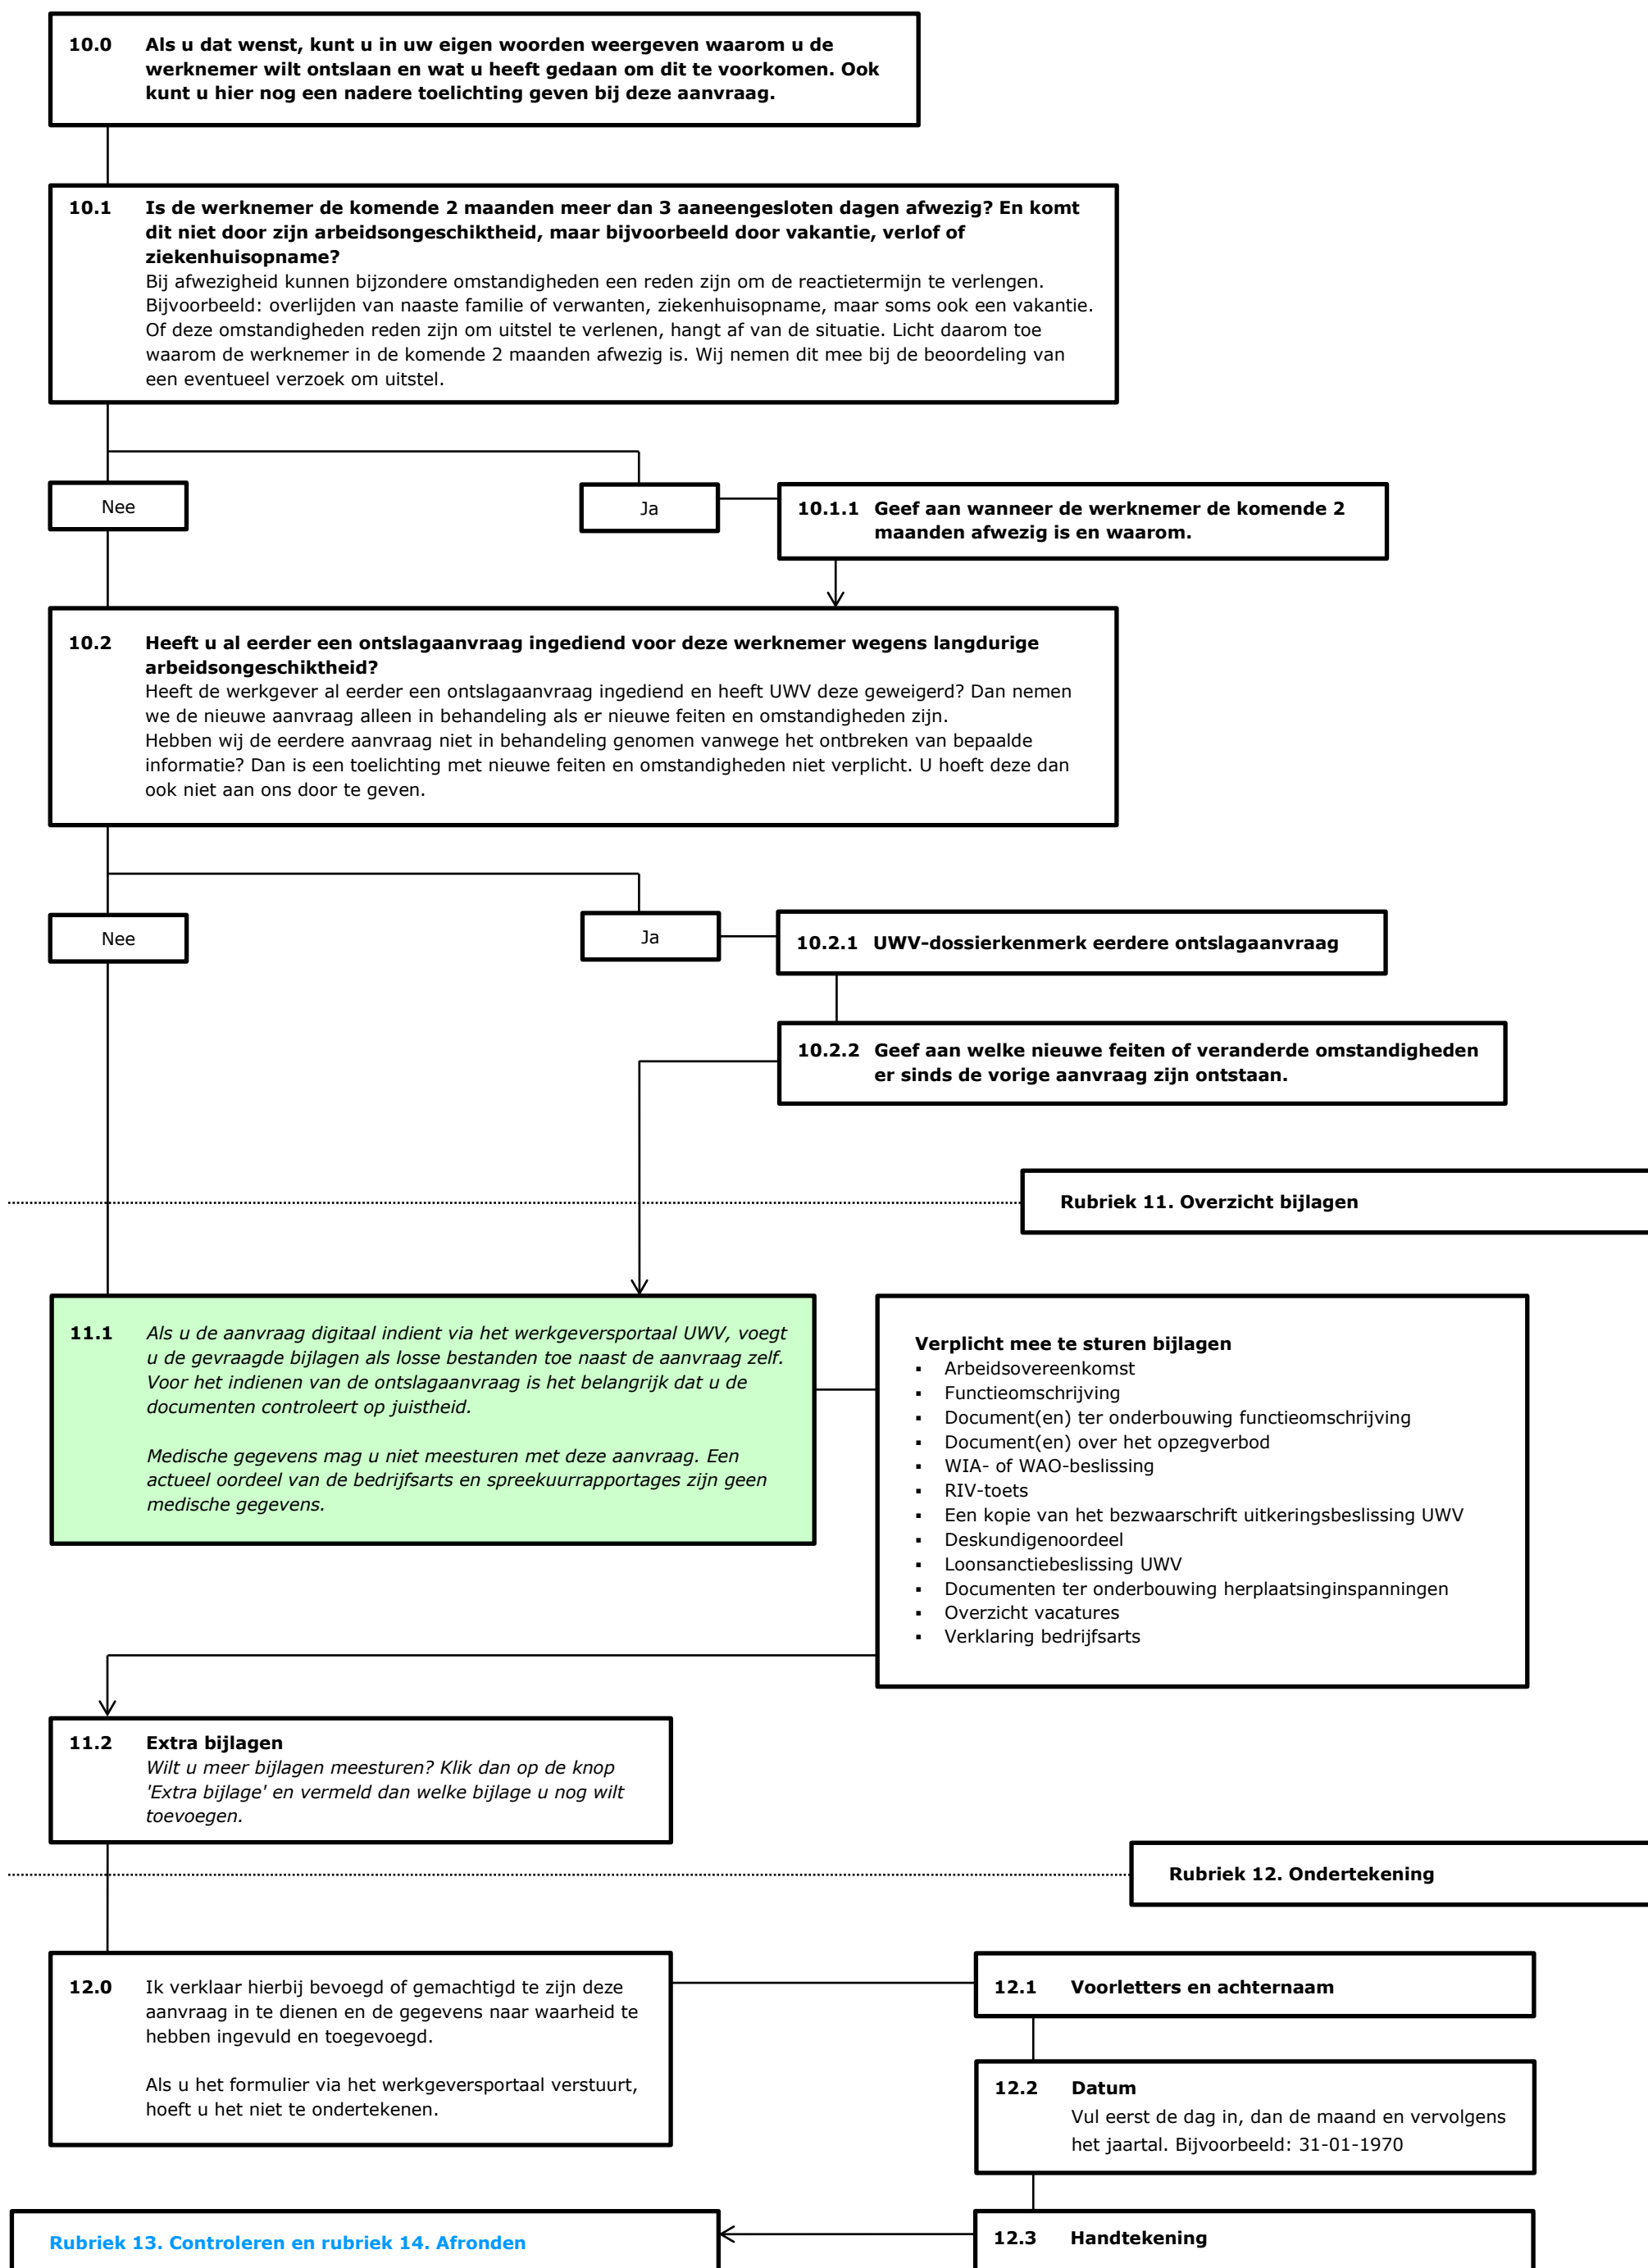 10.0 Als u dat wenst, kunt u in uw eigen woorden weergeven waarom u de
werknemer wilt ontslaan en wat u heeft gedaan om dit te voorkomen. Ook
kunt u hier nog een nadere toelichting geven bij deze aanvraag.
10.1 Is de werknemer de komende 2 maanden meer dan 3 aaneengesloten dagen afwezig? En komt
dit niet door zijn arbeidsongeschiktheid, maar bijvoorbeeld door vakantie, verlof of
ziekenhuisopname?
Bij afwezigheid kunnen bijzondere omstandigheden een reden zijn om de reactietermijn te verlengen.
Bijvoorbeeld: overlijden van naaste familie of verwanten, ziekenhuisopname, maar soms ook een vakantie.
Of deze omstandigheden reden zijn om uitstel te verlenen, hangt af van de situatie. Licht daarom toe
waarom de werknemer in de komende 2 maanden afwezig is. Wij nemen dit mee bij de beoordeling van
een eventueel verzoek om uitstel.
Nee
Ja
10.1.1 Geef aan wanneer de werknemer de komende 2
maanden afwezig is en waarom.
10.2 Heeft u al eerder een ontslagaanvraag ingediend voor deze werknemer wegens langdurige
arbeidsongeschiktheid?
Heeft de werkgever al eerder een ontslagaanvraag ingediend en heeft UWV deze geweigerd? Dan nemen
we de nieuwe aanvraag alleen in behandeling als er nieuwe feiten en omstandigheden zijn.
Hebben wij de eerdere aanvraag niet in behandeling genomen vanwege het ontbreken van bepaalde
informatie? Dan is een toelichting met nieuwe feiten en omstandigheden niet verplicht. U hoeft deze dan
ook niet aan ons door te geven.
Nee
Ja
10.2.1 UWV-dossierkenmerk eerdere ontslagaanvraag
10.2.2 Geef aan welke nieuwe feiten of veranderde omstandigheden
er sinds de vorige aanvraag zijn ontstaan.
Rubriek 11. Overzicht bijlagen
11.1 Als u de aanvraag digitaal indient via het werkgeversportaal UWV, voegt
u de gevraagde bijlagen als losse bestanden toe naast de aanvraag zelf.
Voor het indienen van de ontslagaanvraag is het belangrijk dat u de
documenten controleert op juistheid.
Medische gegevens mag u niet meesturen met deze aanvraag. Een
actueel oordeel van de bedrijfsarts en spreekuurrapportages zijn geen
medische gegevens.
Verplicht mee te sturen bijlagen
▪ Arbeidsovereenkomst
▪ Functieomschrijving
▪ Document(en) ter onderbouwing functieomschrijving
▪ Document(en) over het opzegverbod
▪ WIA- of WAO-beslissing
▪ RIV-toets
▪ Een kopie van het bezwaarschrift uitkeringsbeslissing UWV
▪ Deskundigenoordeel
▪ Loonsanctiebeslissing UWV
▪ Documenten ter onderbouwing herplaatsinginspanningen
▪ Overzicht vacatures
▪ Verklaring bedrijfsarts
11.2 Extra bijlagen
Wilt u meer bijlagen meesturen? Klik dan op de knop
'Extra bijlage' en vermeld dan welke bijlage u nog wilt
toevoegen.
Rubriek 12. Ondertekening
12.0 Ik verklaar hierbij bevoegd of gemachtigd te zijn deze
aanvraag in te dienen en de gegevens naar waarheid te
hebben ingevuld en toegevoegd.
Als u het formulier via het werkgeversportaal verstuurt,
hoeft u het niet te ondertekenen.
12.1 Voorletters en achternaam
12.2 Datum
Vul eerst de dag in, dan de maand en vervolgens
het jaartal. Bijvoorbeeld: 31-01-1970
12.3 Handtekening
Rubriek 13. Controleren en rubriek 14. Afronden